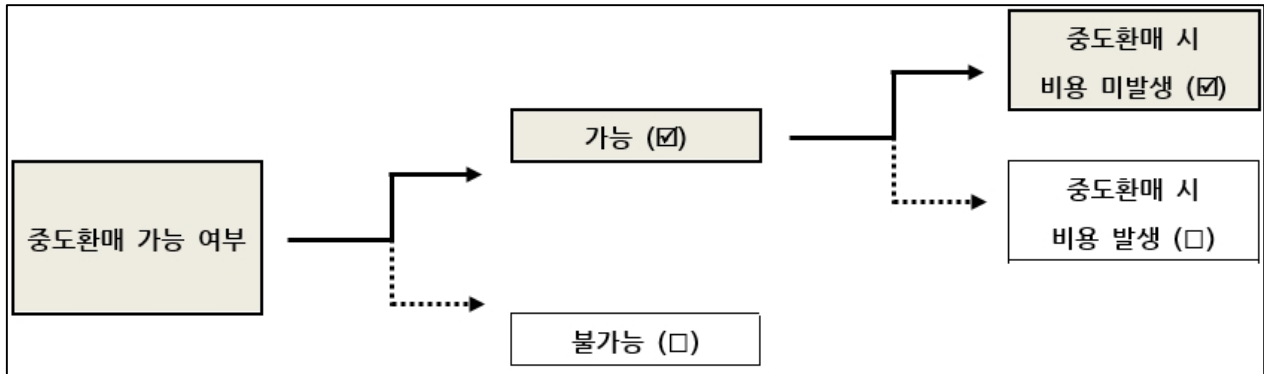 중도환매 가능 여부
가능 (☑)
불가능 (□)
중도환매 시
비용 미발생 (☑)
중도환매 시
비용 발생 (□)